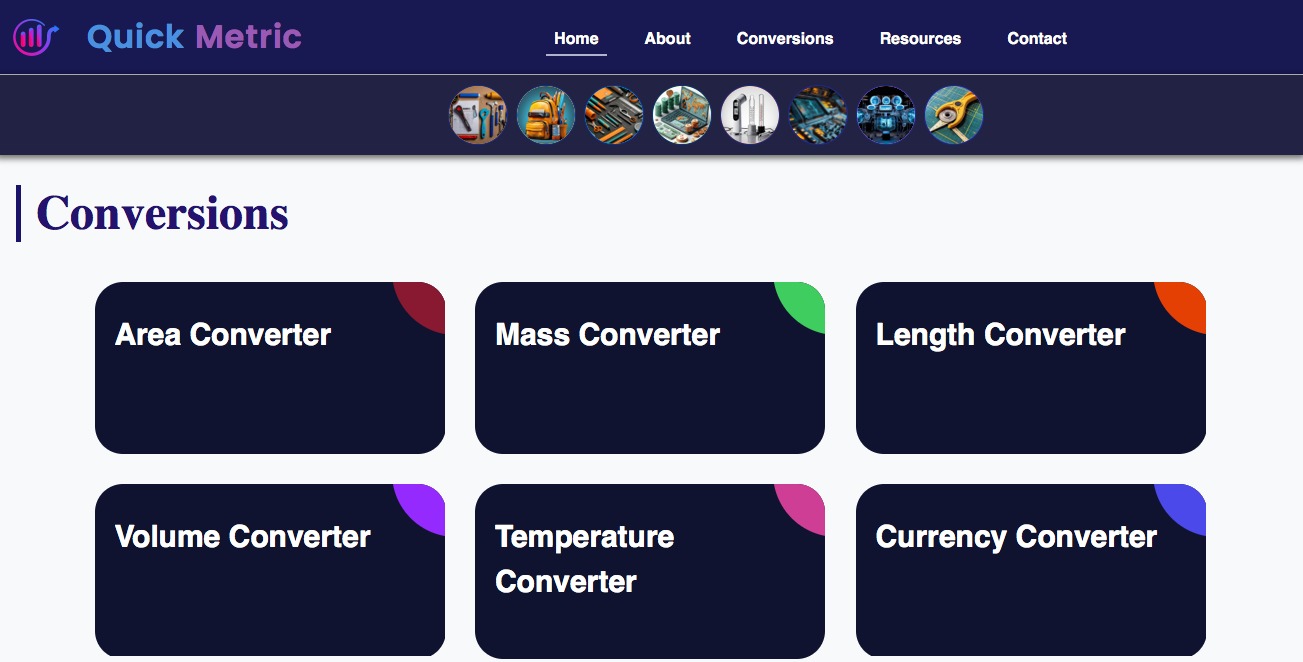 Quick Metric
Home About Conversions Resources Contact
Conversions
Area Converter
Mass Converter
Length Converter
Volume Converter
Temperature
Converter
Currency Converter